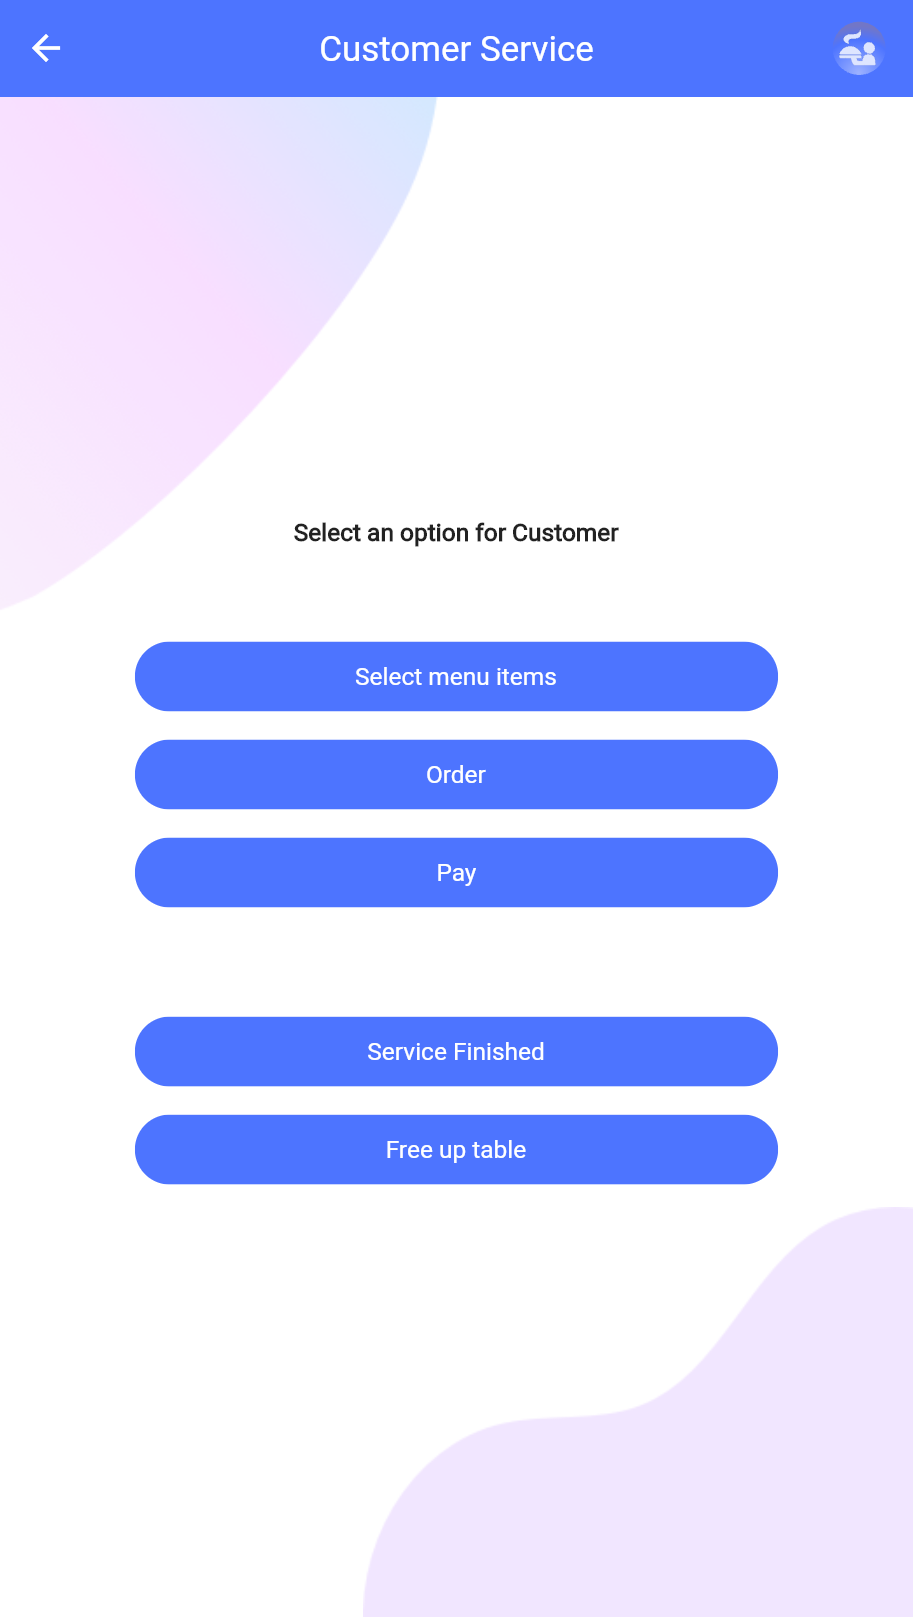 Customer Service
Select an option for Customer
Select menu items
Order
Pay
Service Finished
Free up table